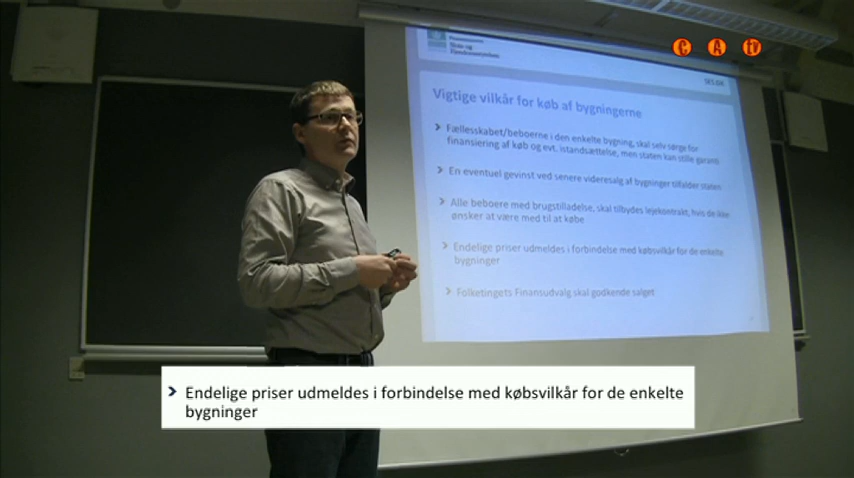 C A tv
Slots- og
Ejendomsstyrelsen
SES.DK
Vigtige vilkår for køb af bygningerne
Fællesskabet/beboerne i den enkelte bygning, skal selv sørge for
finansiering af køb og evt. istandsættelse, men staten kan stille garanti
En eventuel gevinst ved senere videresalg af bygninger tilfalder staten
Alle beboere med brugstilladelse, skal tilbydes lejekontrakt, hvis de ikke
ønsker at være med til at købe
Endelige priser udmeldes i forbindelse med købsvilkår for de enkelte
bygninger
Folketingets Finansudvalg skal godkende salget
Endelige priser udmeldes i forbindelse med købsvilkår for de enkelte
bygninger